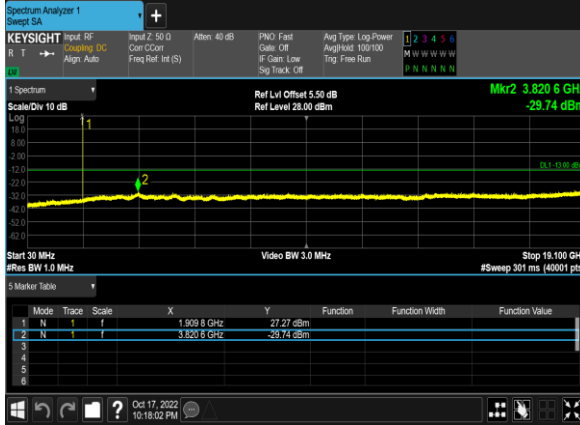 Spectrum Analyzer 1
Swept SA
+
KEYSIGHT Input: RF Input Z: 50 Ω Atten: 40 dB PNO: Fast Avg Type: Log-Power 1 2 3 4 5 6
R T Coupling: DC Corr CCorr Gate: Off Avg|Hold: 100/100 M W W W W W
Align: Auto Freq Ref: Int (S) IF Gain: Low Trig: Free Run
Sig Track: Off P N N N N N
1 Spectrum Ref Lvl Offset 5.50 dB Mkr2 3.820 6 GHz
Scale/Div 10 dB Ref Level 28.00 dBm -29.74 dBm
Log
18.0
8.00
-2.00
-12.0
-22.0
-32.0
-42.0
-52.0
-62.0
1
2
DL1 -13.00 dB
Start 30 MHz Video BW 3.0 MHz Stop 19.100 GH
#Res BW 1.0 MHz #Sweep 301 ms (40001 pts
5 Marker Table
Mode Trace Scale X Y Function Function Width Function Value
1 N 1 f 1.909 8 GHz 27.27 dBm
2 N 1 f 3.820 6 GHz -29.74 dBm
3
4
5
6
? Oct 17, 2022
10:18:02 PM